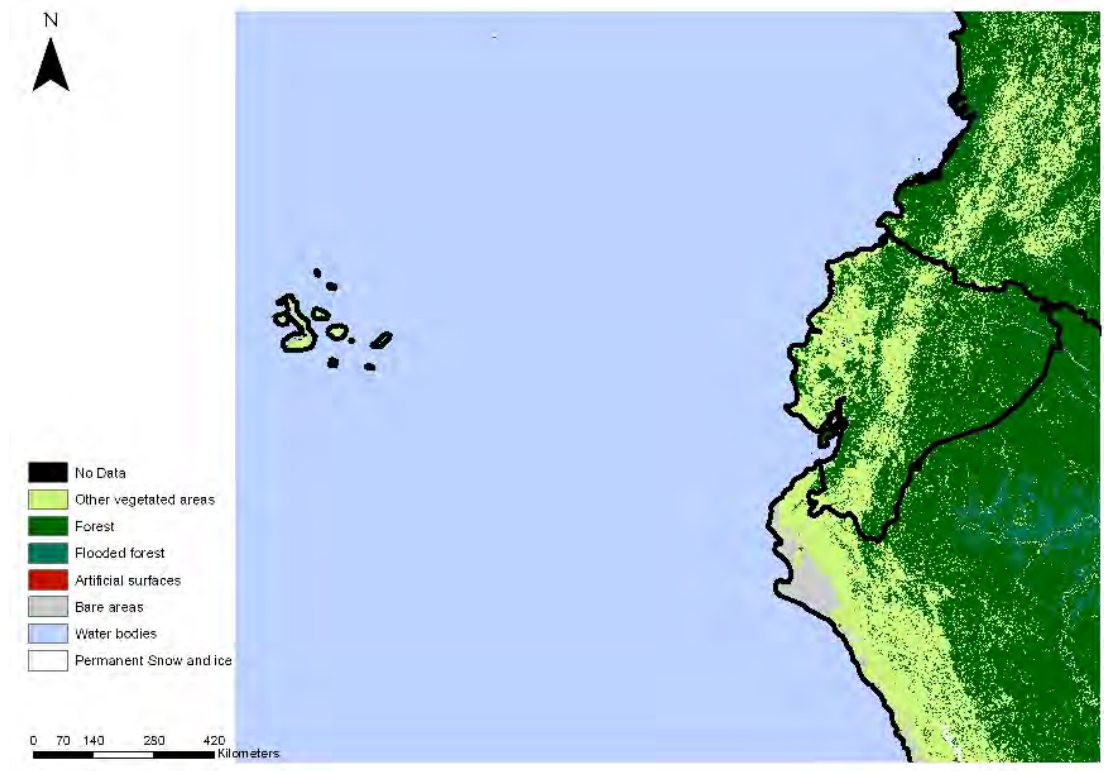 N
No Data
Other vegetated areas
Forest
Flooded forest
Artificial surfaces
Bare areas
Water bodies
Permanent Snow and ice
0 70 140 280 420
Kilometers